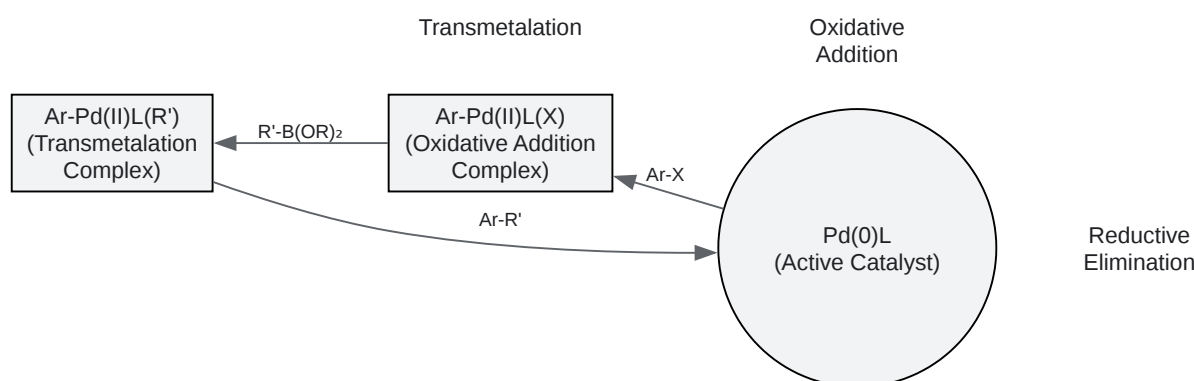 Transmetalation
Oxidative
Addition
Ar-Pd(II)L(R')
(Transmetalation
Complex)
R'-B(OR)₂
Ar-Pd(II)L(X)
(Oxidative Addition
Complex)
Ar-X
Ar-R'
Pd(0)L
(Active Catalyst)
Reductive
Elimination